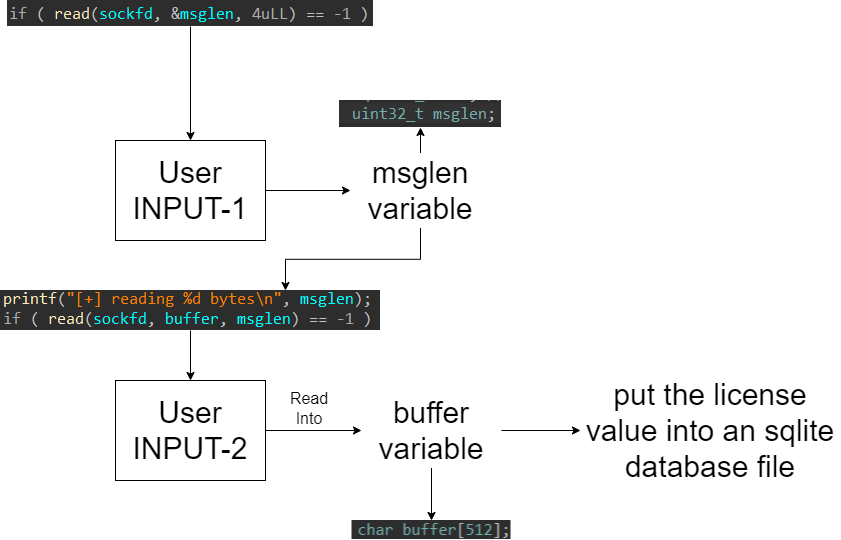 if ( read(sockfd, &msglen, 4uLL) == -1 )
uint32_t msglen;
User
INPUT-1
msglen
variable
printf("[+] reading %d bytes\n", msglen);
if ( read(sockfd, buffer, msglen) == -1 )
User
INPUT-2
Read
Into
buffer
variable
put the license
value into an sqlite
database file
char buffer[512];